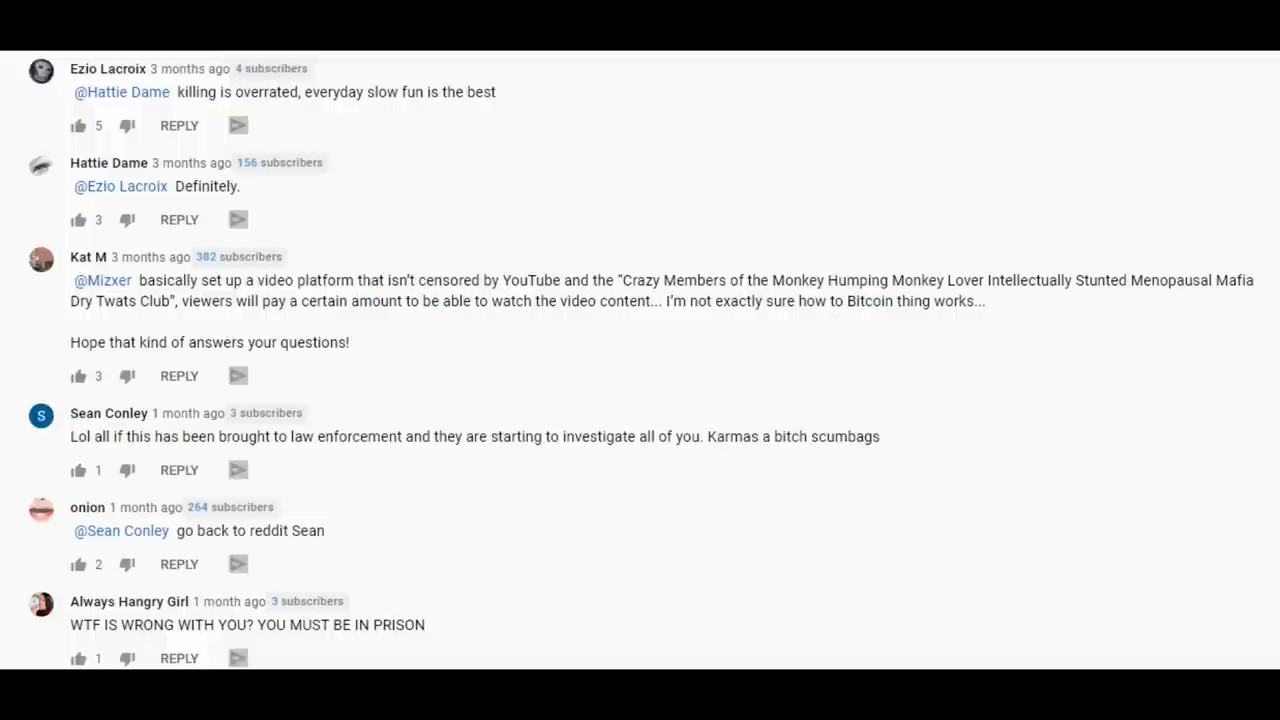 Ezio Lacroix 3 months ago 4 subscribers
@Hattie Dame killing is overrated, everyday slow fun is the best
5 REPLY
Hattie Dame 3 months ago 156 subscribers
@Ezio Lacroix Definitely.
3 REPLY
Kat M 3 months ago 382 subscribers
@Mizxer basically set up a video platform that isn't censored by YouTube and the “Crazy Members of the Monkey Humping Monkey Lover Intellectually Stunted Menopausal Mafia
Dry Twats Club”, viewers will pay a certain amount to be able to watch the video content... I'm not exactly sure how to Bitcoin thing works...
Hope that kind of answers your questions!
3 REPLY
S
Sean Conley 1 month ago 3 subscribers
Lol all if this has been brought to law enforcement and they are starting to investigate all of you. Karmas a bitch scumbags
1 REPLY
onion 1 month ago 264 subscribers
@Sean Conley go back to reddit Sean
2 REPLY
Always Hangry Girl 1 month ago 3 subscribers
WTF IS WRONG WITH YOU? YOU MUST BE IN PRISON
1 REPLY